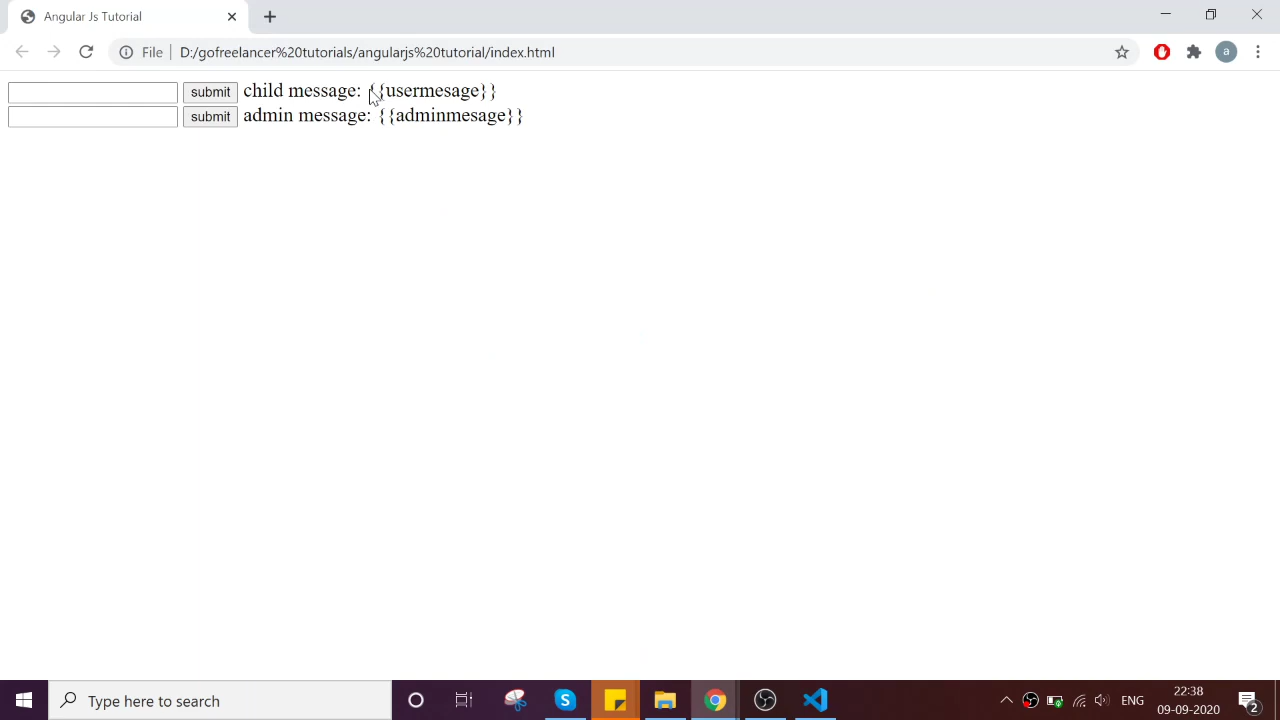 Angular Js Tutorial
File D:/gofreelancer%20tutorials/angularjs%20tutorial/index.html a
submit child message: {{usermesage}}
submit admin message: {{adminmesage}}
Type here to search S ENG 22:38
09-09-2020 2